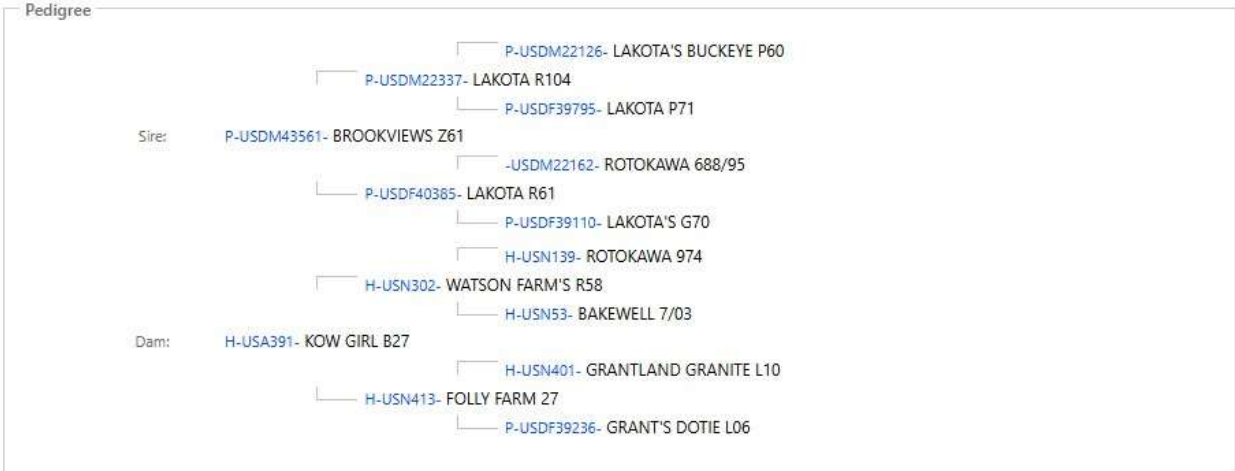 Pedigree
P-USDM22126- LAKOTA'S BUCKEYE P60
P-USDM22337- LAKOTA R104
P-USDF39795- LAKOTA P71
Sire: P-USDM43561- BROOKVIEWS Z61
-USDM22162- ROTOKAWA 688/95
P-USDF40385- LAKOTA R61
P-USDF39110- LAKOTA'S G70
H-USN139- ROTOKAWA 974
H-USN302- WATSON FARM'S R58
H-USN53- BAKEWELL 7/03
Dam: H-USA391- KOW GIRL B27
H-USN401- GRANTLAND GRANITE L10
H-USN413- FOLLY FARM 27
P-USDF39236- GRANT'S DOTIE L06